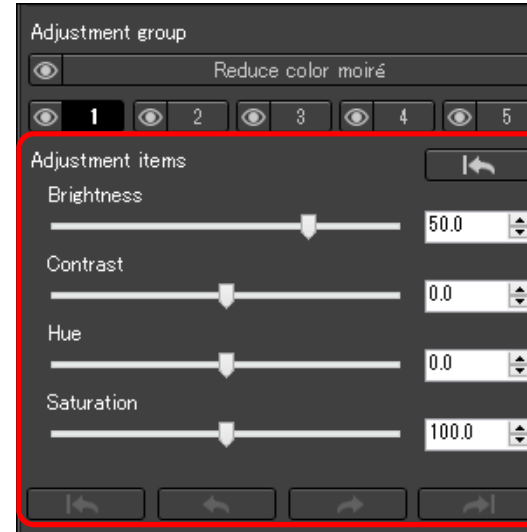 Adjustment group
Reduce color moiré
1 2 3 4 5
Adjustment items
Brightness
50.0
Contrast
0.0
Hue
0.0
Saturation
100.0